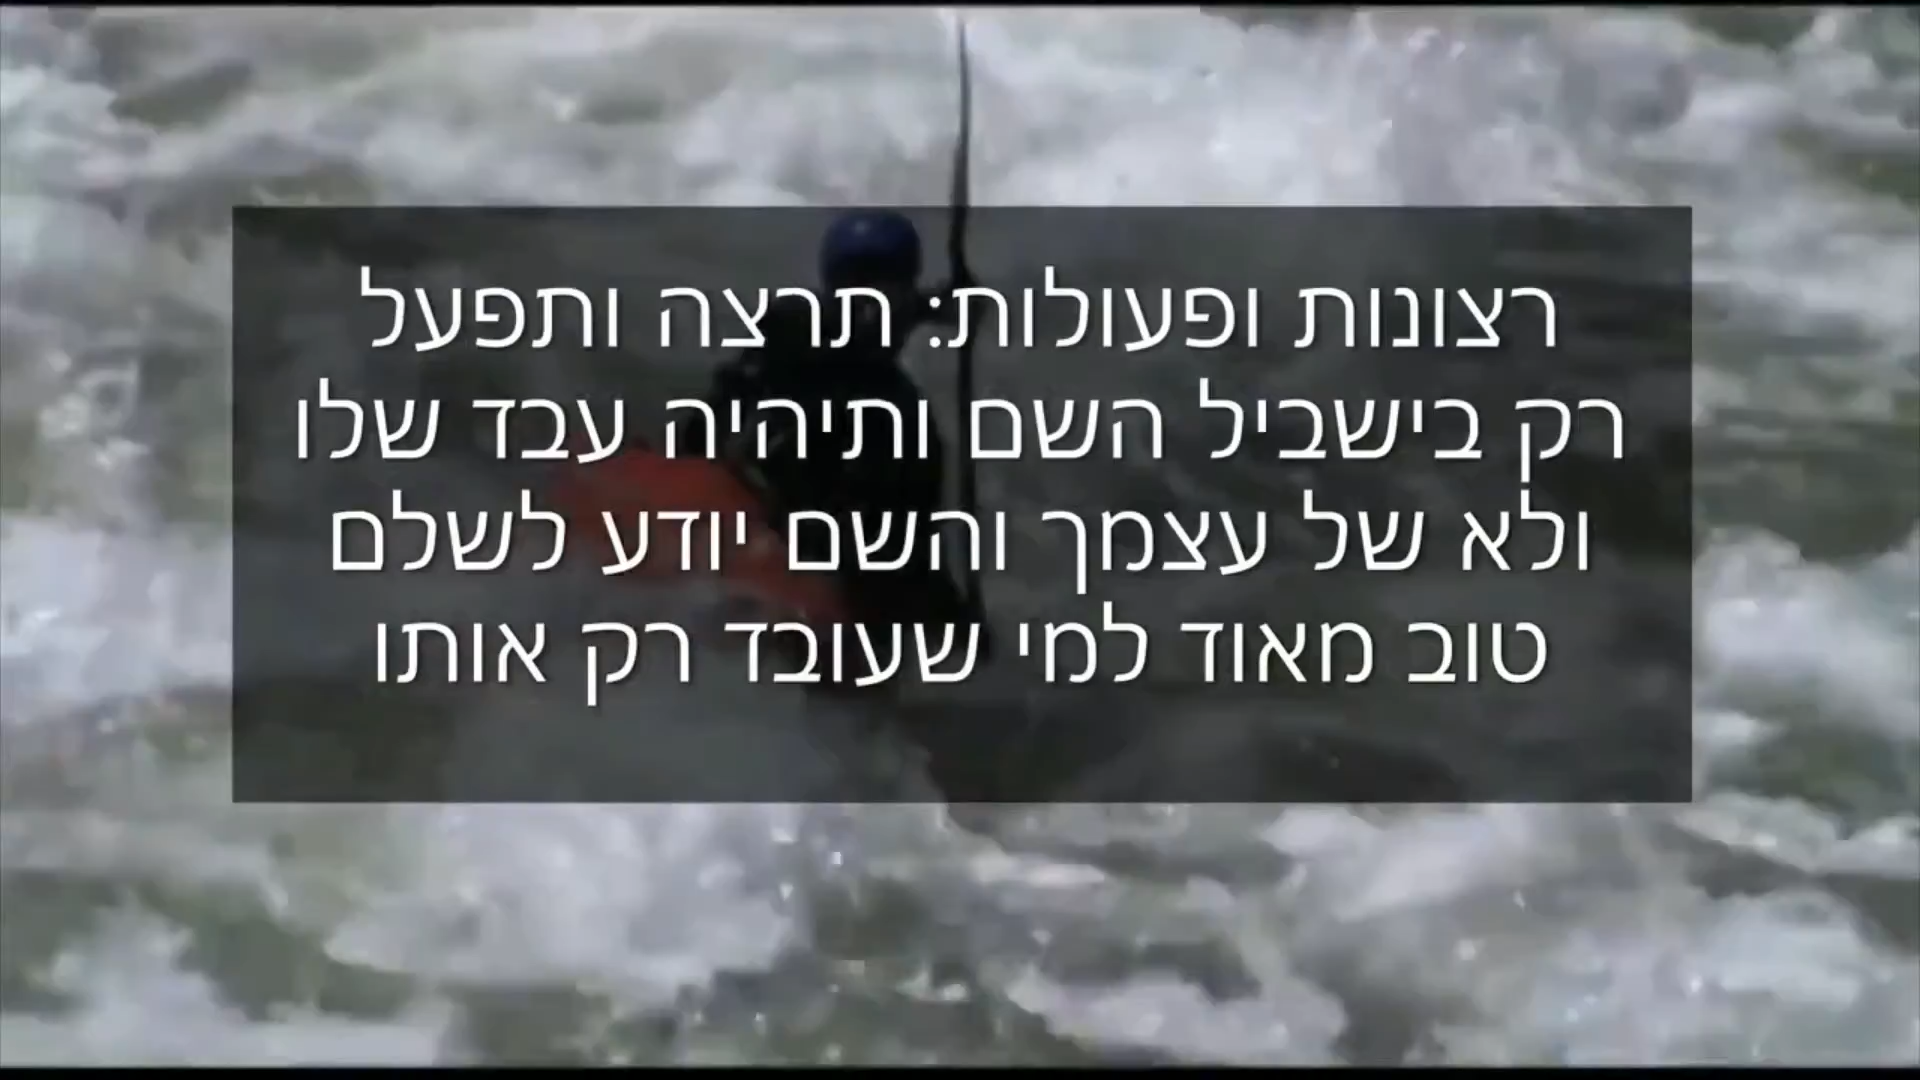 רצונות ופעולות: תרצה ותפעל
רק בישביל השם ותיהיה עבד שלו
ולא של עצמך והשם יודע לשלם
טוב מאוד למי שעובד רק אותו